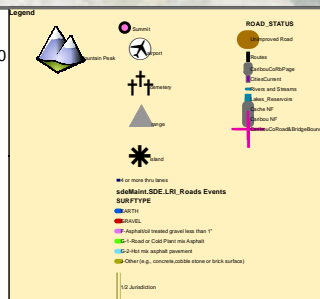 Legend
0
Mountain Peak
Summit
Airport
Cemetery
Range
Island
4 or more thru lanes
sdeMaint.SDE.LRI_Roads Events
SURFTYPE
EARTH
GRAVEL
F-Asphalt/oil treated gravel less than 1"
G-1-Road or Cold Plant mix Asphalt
G-2-Hot mix asphalt pavement
J-Other (e.g., concrete,cobble stone or brick surface)
1/2 Jurisdiction
ROAD_STATUS
Unimproved Road
Routes
CaribouCoRbPage
CitiesCurrent
Rivers and Streams
Lakes_Reservoirs
Cache NF
Caribou NF
CaribouCoRoad&BridgeBound